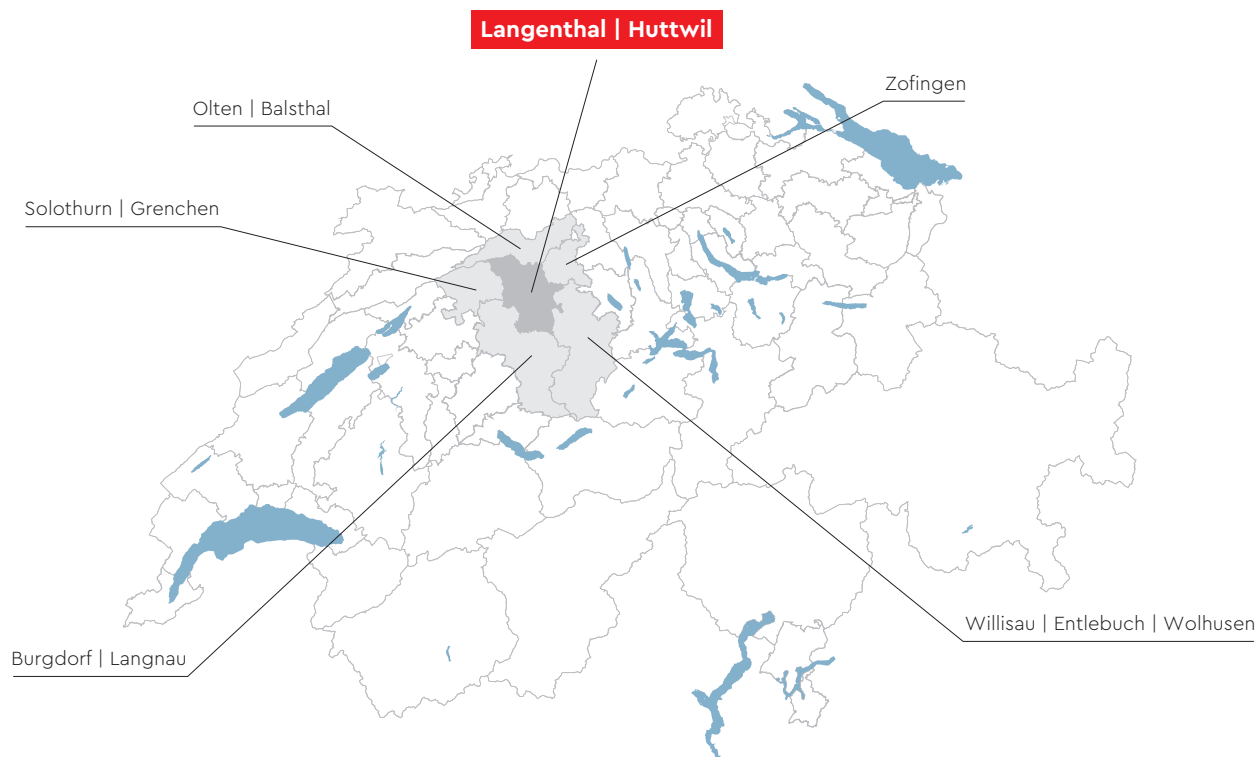 Langenthal | Huttwil
Zofingen
Olten | Balsthal
Solothurn | Grenchen
Willisau | Entlebuch | Wolhusen
Burgdorf | Langnau